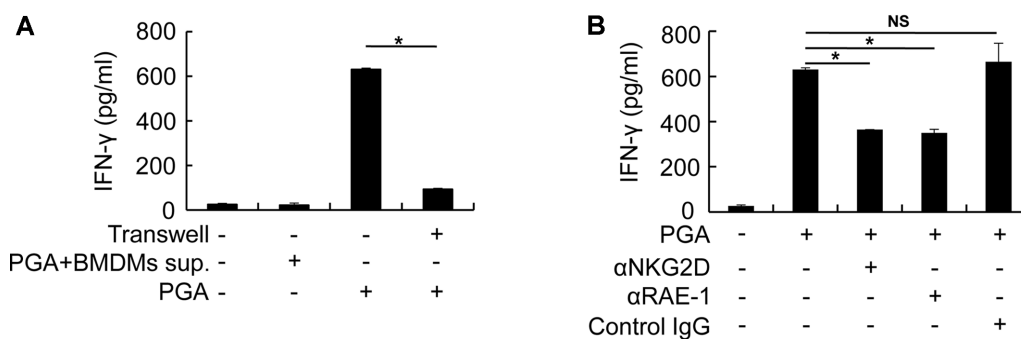 A
IFN-γ (pg/ml)
800
600
400
200
0
*
Transwell - - - +
PGA+BMDMs sup. - + - -
PGA - - + +
B
IFN-γ (pg/ml)
800
600
400
200
0
NS
*
*
PGA - + + + +
αNKG2D - - + - -
αRAE-1 - - - + -
Control IgG - - - - +